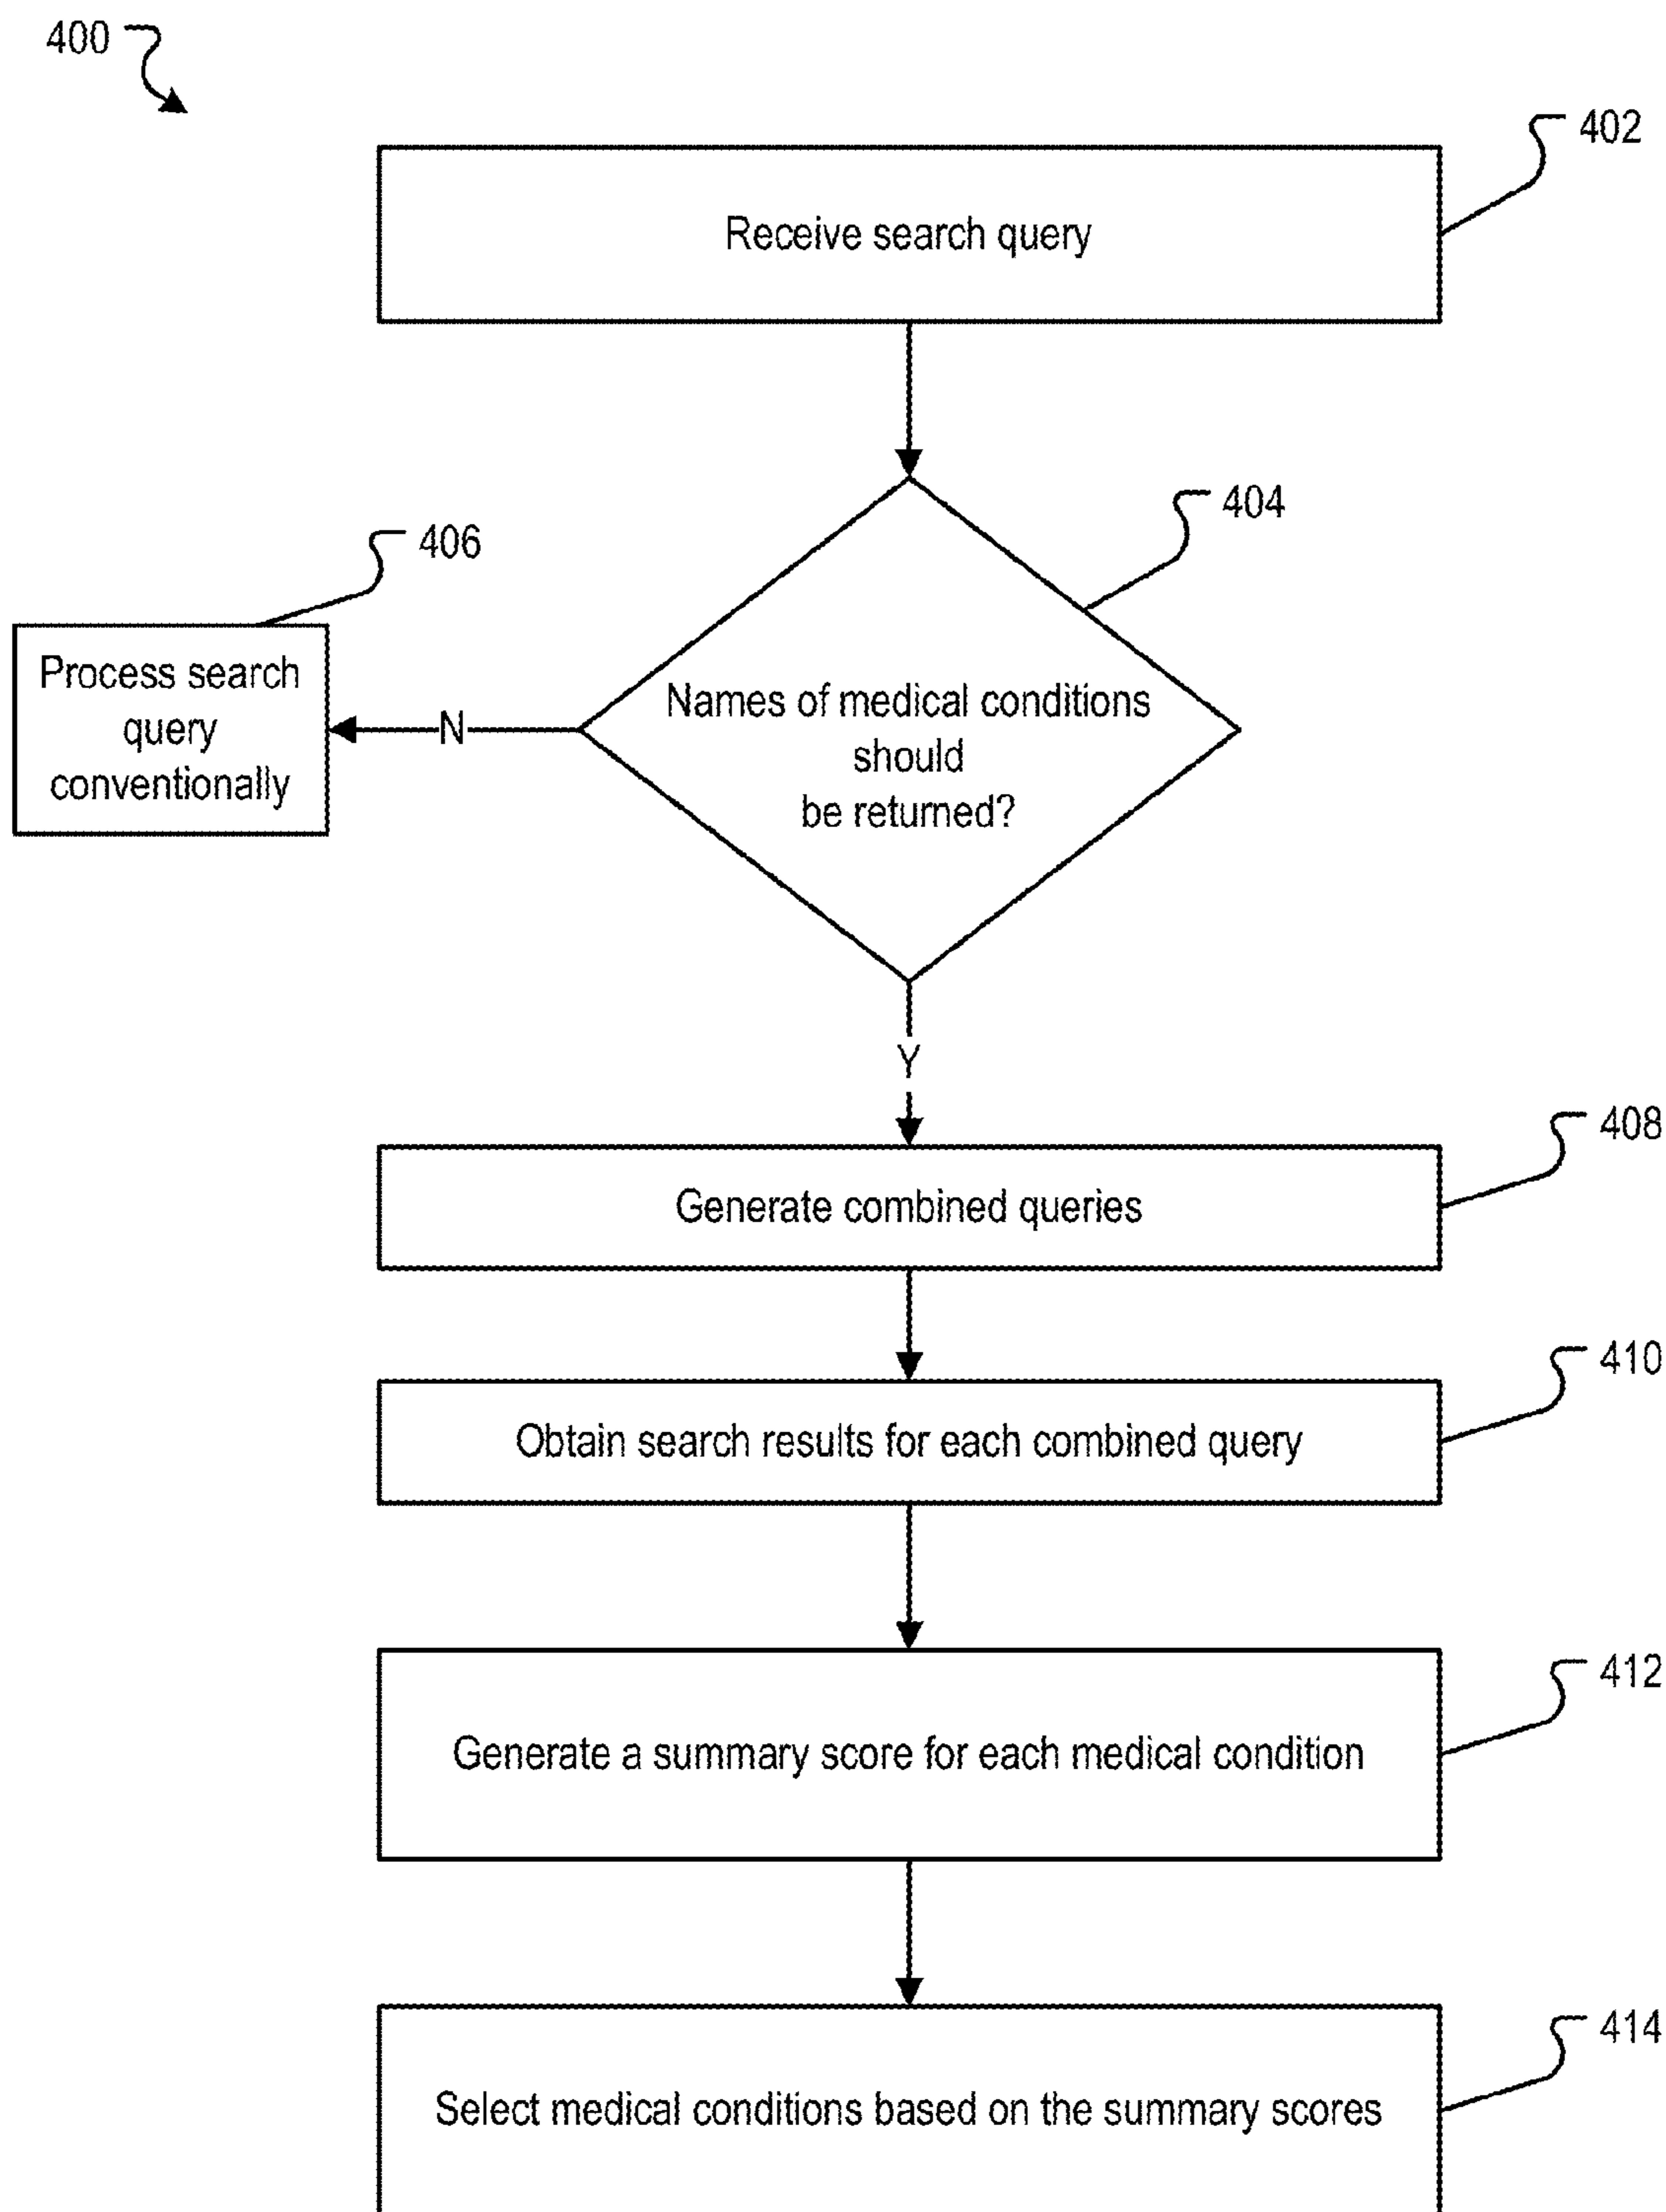 400
402
Receive search query
404
406
Process search
query
conventionally
N
Names of medical conditions
should
be returned?
Y
408
Generate combined queries
410
Obtain search results for each combined query
412
Generate a summary score for each medical condition
414
Select medical conditions based on the summary scores